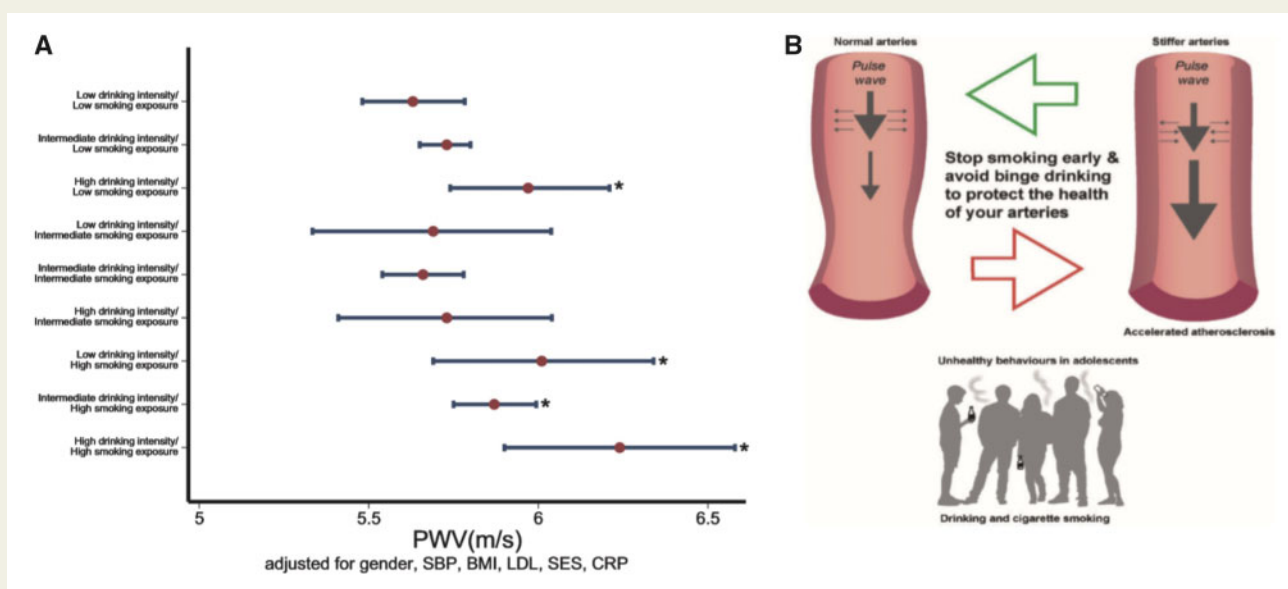 A
Low drinking intensity/
Low smoking exposure
Intermediate drinking intensity/
Low smoking exposure
High drinking intensity/
Low smoking exposure
*
Low drinking intensity/
Intermediate smoking exposure
Intermediate drinking intensity/
Intermediate smoking exposure
High drinking intensity/
Intermediate smoking exposure
Low drinking intensity/
High smoking exposure
*
Intermediate drinking intensity/
High smoking exposure
*
High drinking intensity/
High smoking exposure
*
5 5.5 6 6.5
PWV(m/s)
adjusted for gender, SBP, BMI, LDL, SES, CRP
B
Normal arteries
Pulse
wave
Stiffer arteries
Pulse
wave
Stop smoking early &
avoid binge drinking
to protect the health
of your arteries
Accelerated atherosclerosis
Unhealthy behaviours in adolescents
Drinking and cigarette smoking